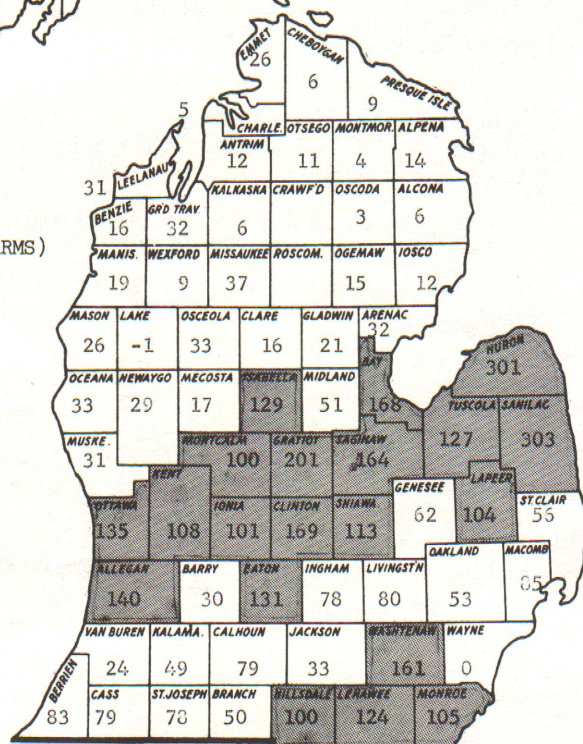 EMMET
26
CHEBOYGAN
6
PRESQUE ISLE
9
5
CHARLE. OTSEGO MONTMOR. ALPENA
ANTRIM
12 11 4 14
LEELANAU
31
KALKASKA CRAWF'D OSCODA ALCONA
6 3 6
BENZIE GR'D TRAV.
16 32
ARMS)
MANIS. WEXFORD MISSAUKEE ROSCOM. OGEMAW IOSCO
19 9 37 15 12
MASON LAKE OSCEOLA CLARE GLADWIN ARENAC
26 -1 33 16 21 32
HURON
301
BAY
168
OCEANA NEWAYGO MECOSTA ISABELLA MIDLAND
33 29 17 129 51
TUSCOLA SANILAC
127 303
MUSKE.
31
MONTCALM GRATIOT SAGINAW
100 201 164
KENT
108
LAPEER
104
GENESEE
62
ST.CLAIR
56
OTTAWA IONIA CLINTON SHIAWA.
135 101 169 113
OAKLAND MACOMB
53 85
ALLEGAN BARRY EATON INGHAM LIVINGST'N
140 30 131 78 80
VAN BUREN KALAMA. CALHOUN JACKSON WASHTENAW WAYNE
24 49 79 33 161 0
BERRIEN CASS ST.JOSEPH BRANCH HILLSDALE LENAWEE MONROE
83 79 78 50 100 124 105